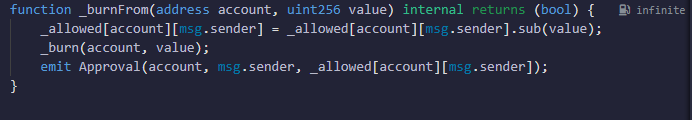 function _burnFrom(address account, uint256 value) internal returns (bool) { infinite
_allowed[account][msg.sender] = _allowed[account][msg.sender].sub(value);
_burn(account, value);
emit Approval(account, msg.sender, _allowed[account][msg.sender]);
}